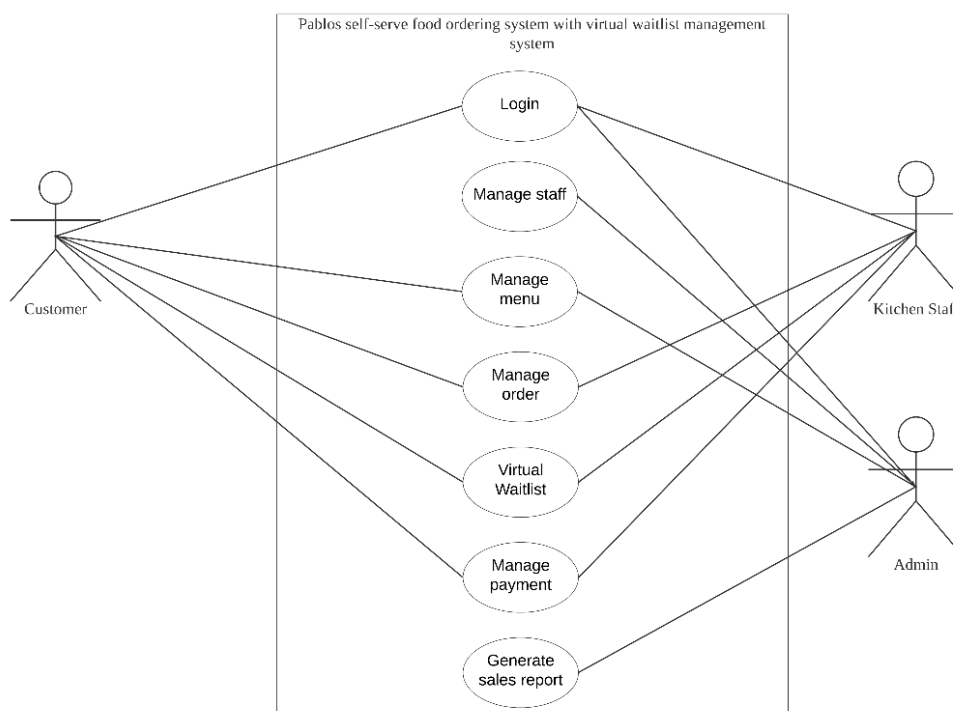 Pablos self-serve food ordering system with virtual waitlist management
system
Login
Manage staff
Manage
menu
Customer
Kitchen Staff
Manage
order
Virtual
Waitlist
Manage
payment
Admin
Generate
sales report